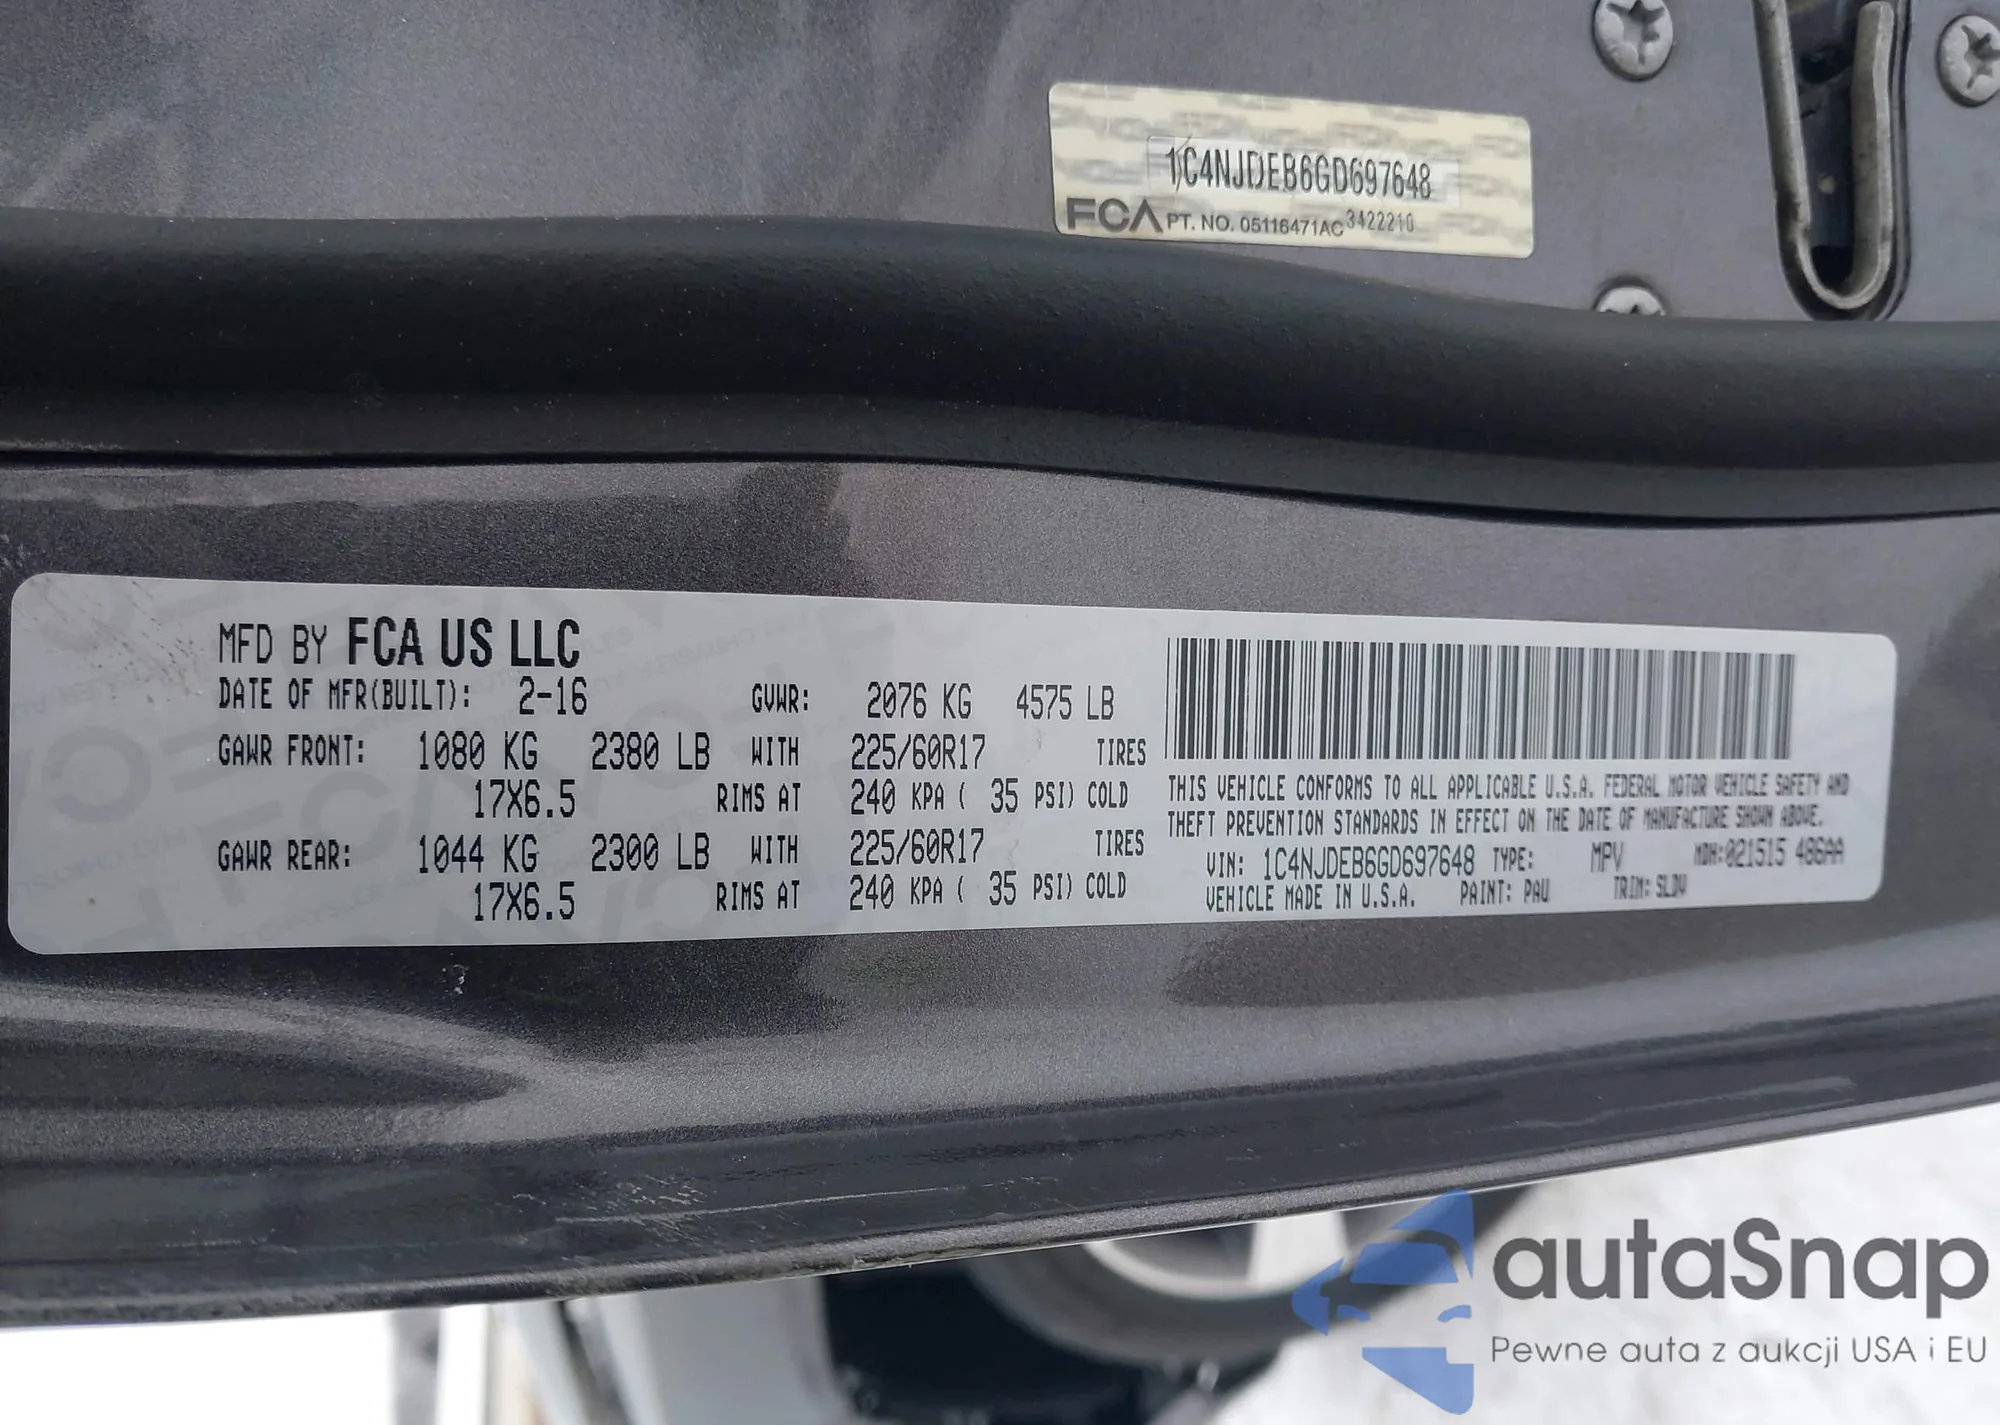 1C4NJDEB6GD697648
FCA PT. NO. 05116471AC 3422210
MFD BY FCA US LLC
DATE OF MFR(BUILT): 2-16 GVWR: 2076 KG 4575 LB
GAWR FRONT: 1080 KG 2380 LB WITH 225/60R17 TIRES
17X6.5 RIMS AT 240 KPA ( 35 PSI) COLD
GAWR REAR: 1044 KG 2300 LB WITH 225/60R17 TIRES
17X6.5 RIMS AT 240 KPA ( 35 PSI) COLD
THIS VEHICLE CONFORMS TO ALL APPLICABLE U.S.A. FEDERAL MOTOR VEHICLE SAFETY AND
THEFT PREVENTION STANDARDS IN EFFECT ON THE DATE OF MANUFACTURE SHOWN ABOVE.
VIN: 1C4NJDEB6GD697648 TYPE: MPV MDH:021515 486AA
VEHICLE MADE IN U.S.A. PAINT: PAU TRIM: SLDV
autaSnap
Pewne auta z aukcji USA i EU